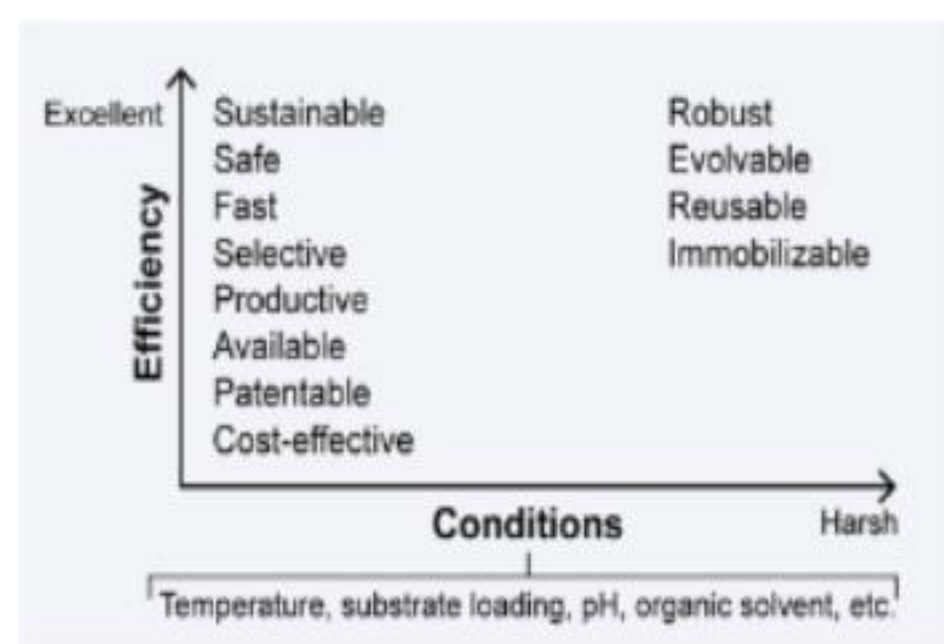 Excellent
Efficiency
Sustainable
Safe
Fast
Selective
Productive
Available
Patentable
Cost-effective
Robust
Evolvable
Reusable
Immobilizable
Conditions
Harsh
Temperature, substrate loading, pH, organic solvent, etc.